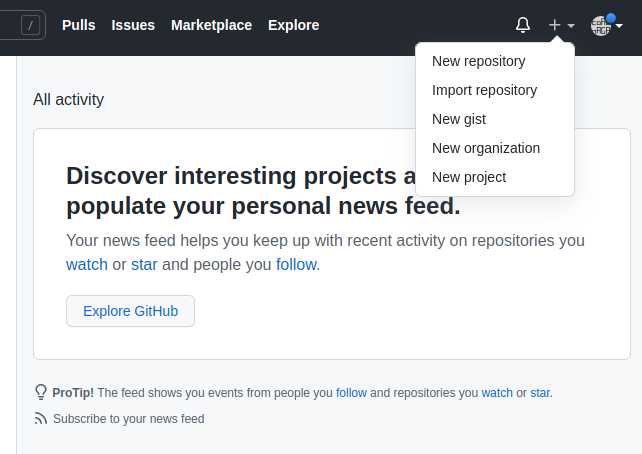 / Pulls Issues Marketplace Explore
New repository
Import repository
New gist
New organization
New project
All activity
Discover interesting projects a
populate your personal news feed.
Your news feed helps you keep up with recent activity on repositories you
watch or star and people you follow.
Explore GitHub
ProTip! The feed shows you events from people you follow and repositories you watch or star.
Subscribe to your news feed